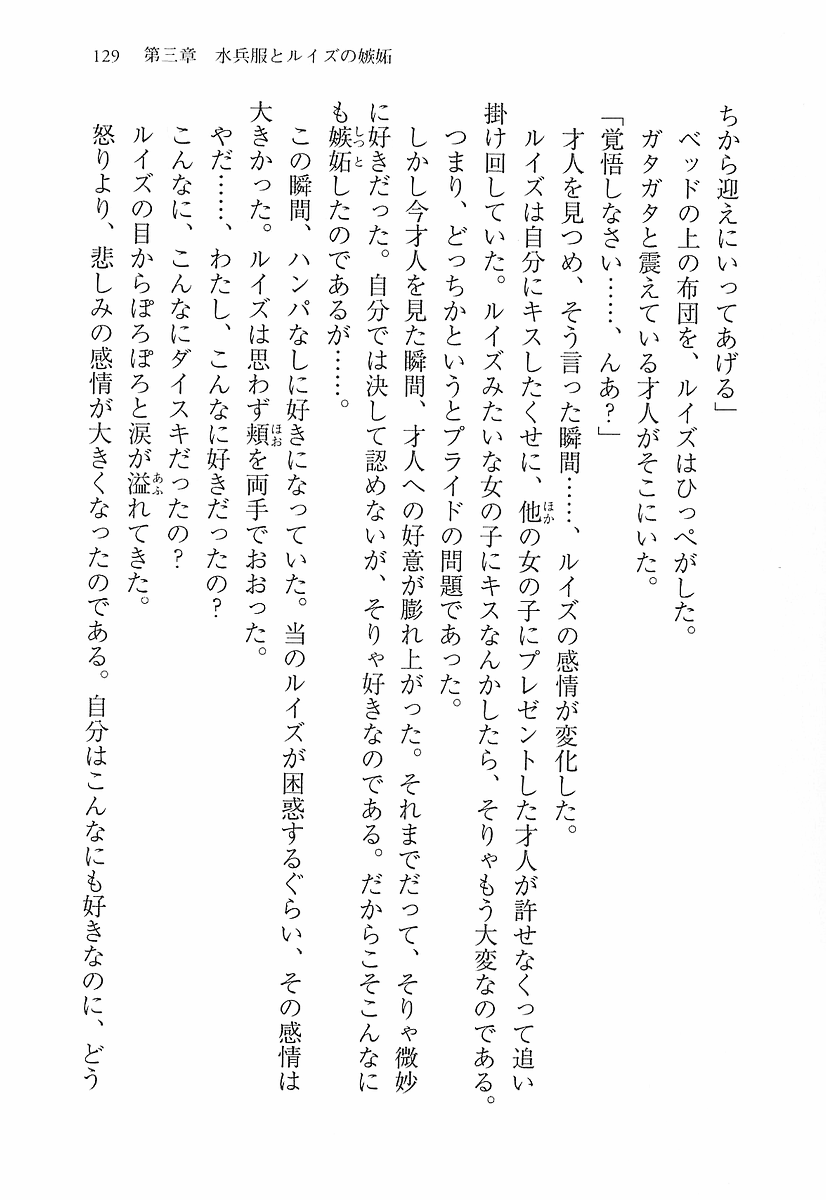 129 第三章 水兵服とルイズの嫉妬
ちから迎えにいってあげる」
ベッドの上の布団を、ルイズはひっぺがした。
ガタガタと震えている才人がそこにいた。
「覚悟しなさい……、んあ？」
才人を見つめ、そう言った瞬間……、ルイズの感情が変化した。
ルイズは自分にキスしたくせに、他の女の子にプレゼントした才人が許せなくって追い
掛け回していた。ルイズみたいな女の子にキスなんかしたら、そりゃもう大変なのである。
つまり、どっちかというとプライドの問題であった。
しかし今才人を見た瞬間、才人への好意が膨れ上がった。それまでだって、そりゃ微妙
に好きだった。自分では決して認めないが、そりゃ好きなのである。だからこそこんなに
も嫉妬したのであるが……。
この瞬間、ハンパなしに好きになっていた。当のルイズが困惑するぐらい、その感情は
大きかった。ルイズは思わず頬を両手でおおった。
やだ……、わたし、こんなに好きだったの？
こんなに、こんなにダイスキだったの？
ルイズの目からぽろぽろと涙が溢れてきた。
怒りより、悲しみの感情が大きくなったのである。自分はこんなにも好きなのに、どう